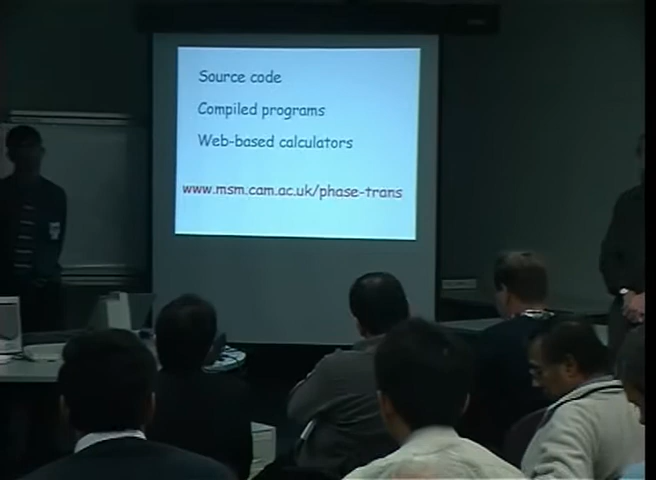 Source code
Compiled programs
Web-based calculators
www.msm.cam.ac.uk/phase-trans